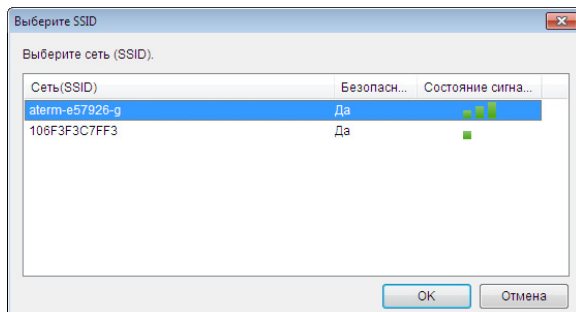 Выберите SSID
Выберите сеть (SSID).
Сеть(SSID) Безопасн... Состояние сигна...
aterm-e57926-g Да
106F3F3C7FF3 Да
OK Отмена